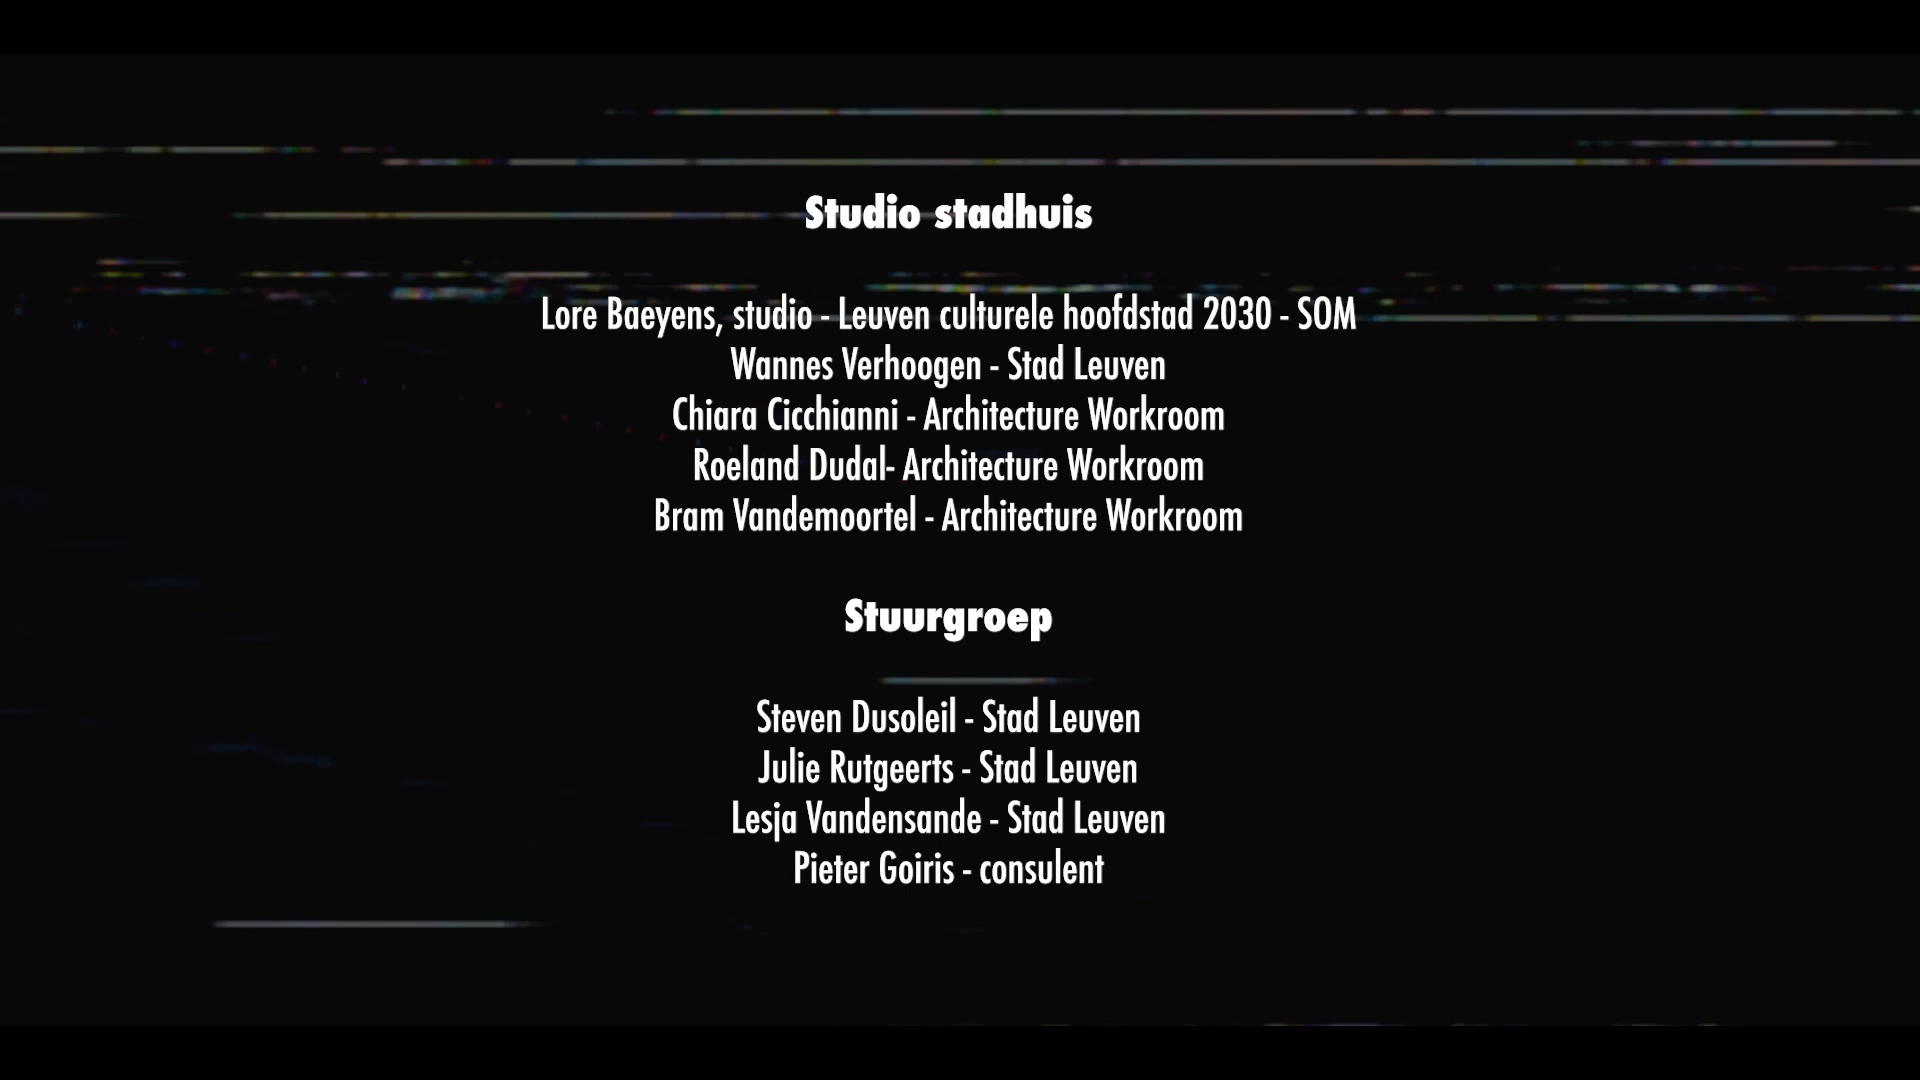 Studio stadhuis
Lore Baeyens, studio - Leuven culturele hoofdstad 2030 - SOM
Wannes Verhoogen - Stad Leuven
Chiara Cicchianni - Architecture Workroom
Roeland Dudal- Architecture Workroom
Bram Vandemoortel - Architecture Workroom
Stuurgroep
Steven Dusoleil - Stad Leuven
Julie Rutgeerts - Stad Leuven
Lesja Vandensande - Stad Leuven
Pieter Goiris - consulent